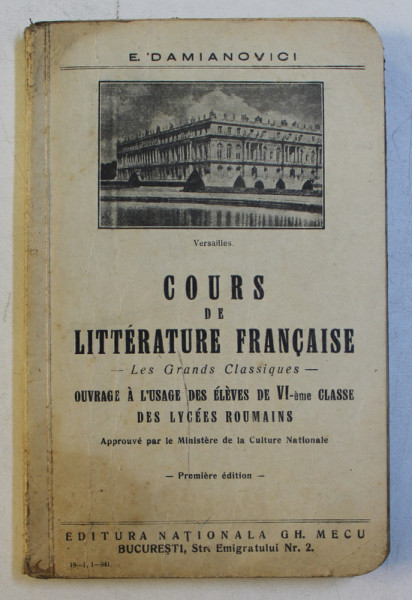 E. DAMIANOVICI
Versailles
COURS
DE
LITTÉRATURE FRANÇAISE
— Les Grands Classiques —
OUVRAGE À L'USAGE DES ÉLÈVES DE VI-ème CLASSE
DES LYCÉES ROUMAINS
Approuvé par le Ministère de la Culture Nationale
— Première édition —
EDITURA NAȚIONALA GH. MECU
BUCUREȘTI, Str. Emigratului Nr. 2.